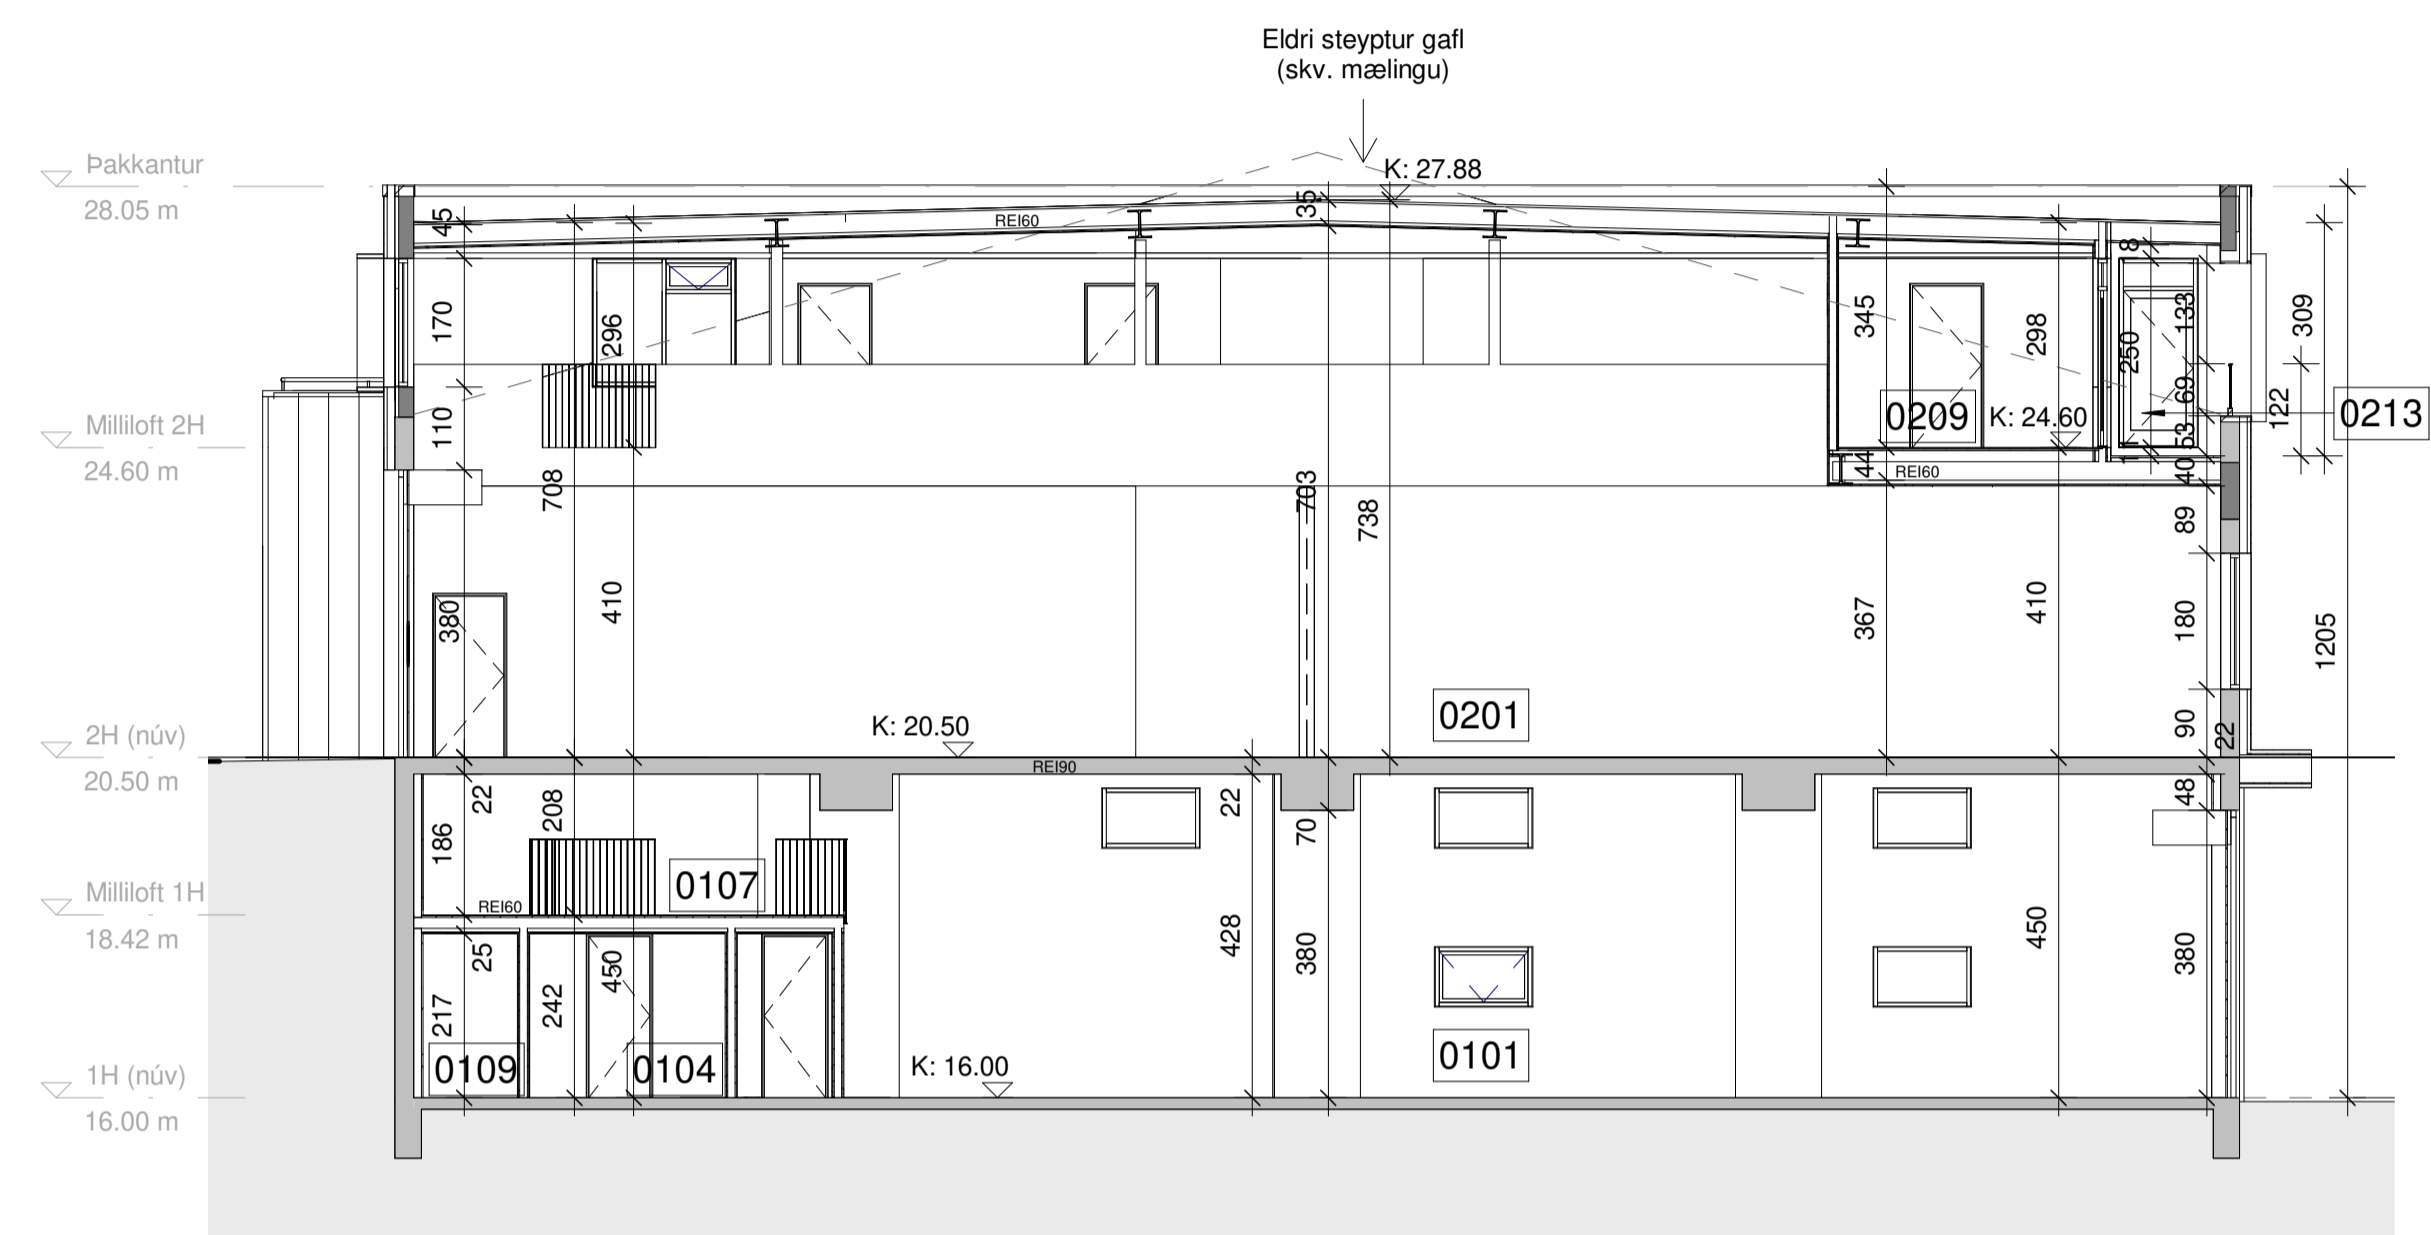 Eldri steyptur gafl
(skv. mælingu)
Þakkantur
28.05 m
K: 27.88
45
REI60
35
8
170
296
345
298
250
133
309
Milliloft 2H
24.60 m
110
0209
K: 24.60
69
53
122
0213
708
703
738
44
REI60
1
40
89
380
410
367
410
180
1205
2H (núv)
20.50 m
K: 20.50
0201
90
22
REI90
22
208
22
70
48
186
0107
Milliloft 1H
18.42 m
REI60
25
450
428
380
450
380
217
242
0109
0104
K: 16.00
0101
1H (núv)
16.00 m